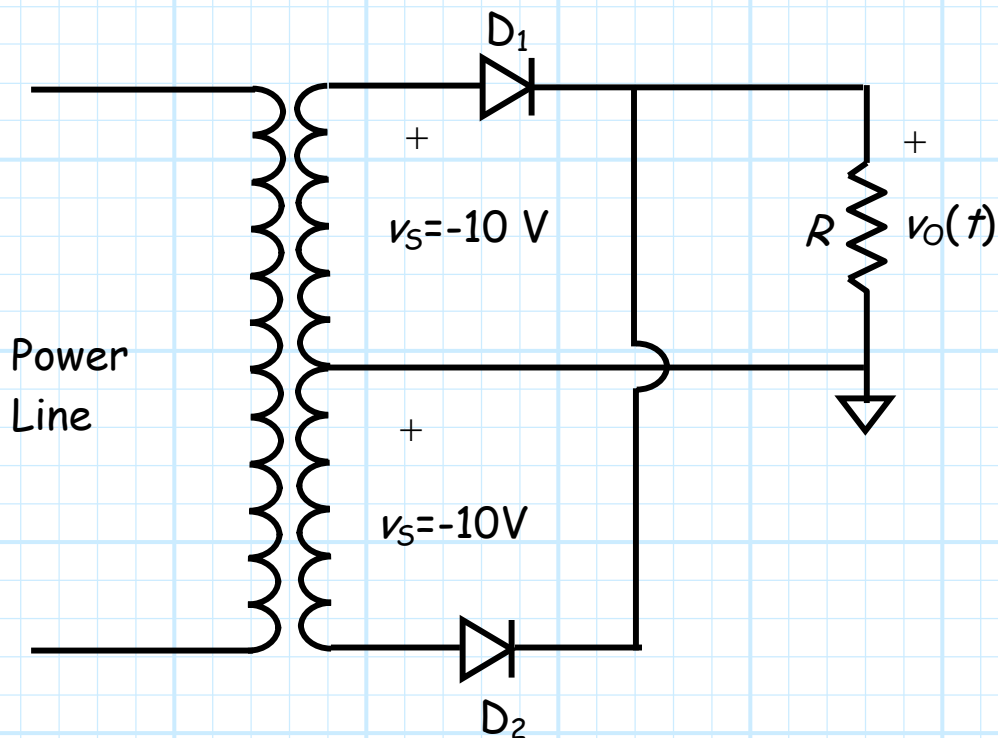 D₁
+
+
vS=-10 V
R
vO(t)
Power
Line
+
vS=-10V
D₂